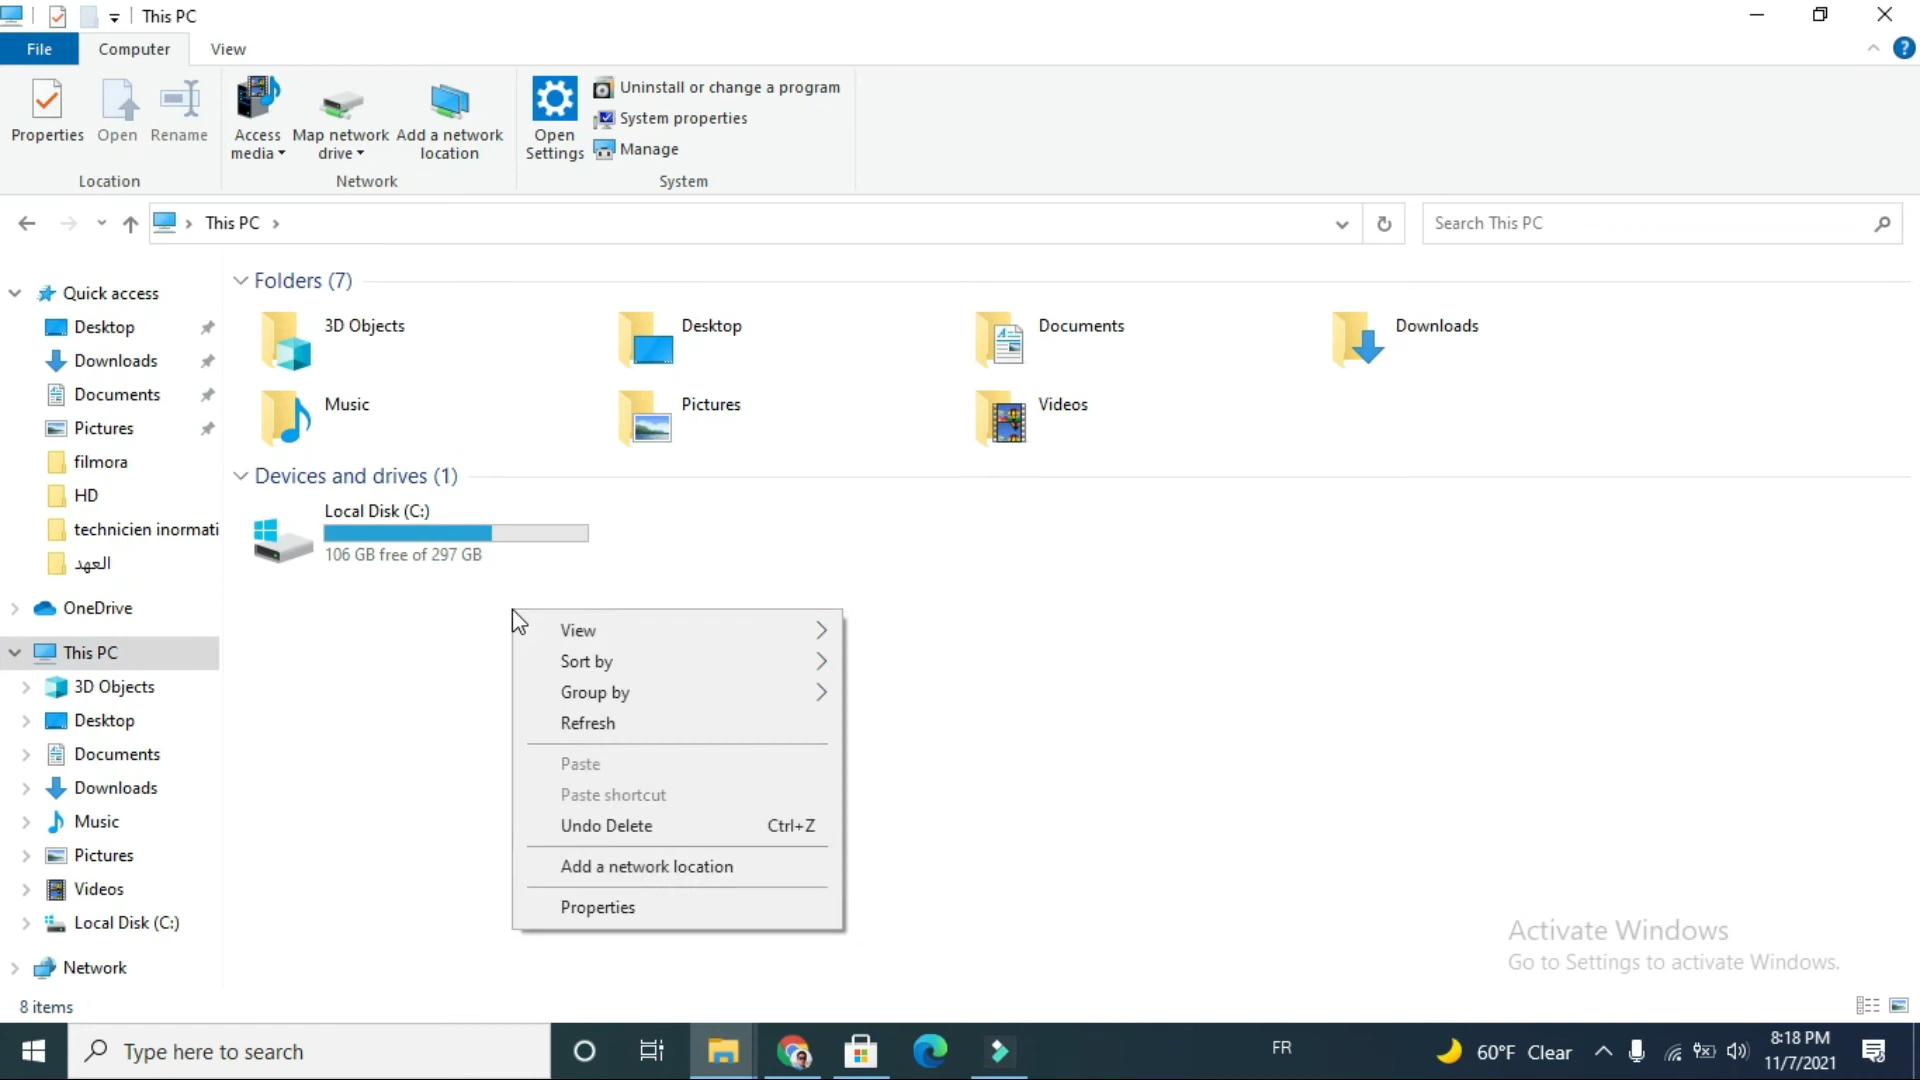 This PC
File Computer View
Properties Open Rename Access media Map network drive Add a network location Open Settings
Uninstall or change a program
System properties
Manage
Location Network System
This PC
Search This PC
Quick access
Desktop
Downloads
Documents
Pictures
filmora
HD
technicien inormati
العهد
OneDrive
This PC
3D Objects
Desktop
Documents
Downloads
Music
Pictures
Videos
Local Disk (C:)
Network
Folders (7)
3D Objects Desktop Documents Downloads
Music Pictures Videos
Devices and drives (1)
Local Disk (C:)
106 GB free of 297 GB
View
Sort by
Group by
Refresh
Paste
Paste shortcut
Undo Delete Ctrl+Z
Add a network location
Properties
Activate Windows
Go to Settings to activate Windows.
8 items
Type here to search
FR
60°F Clear
8:18 PM
11/7/2021